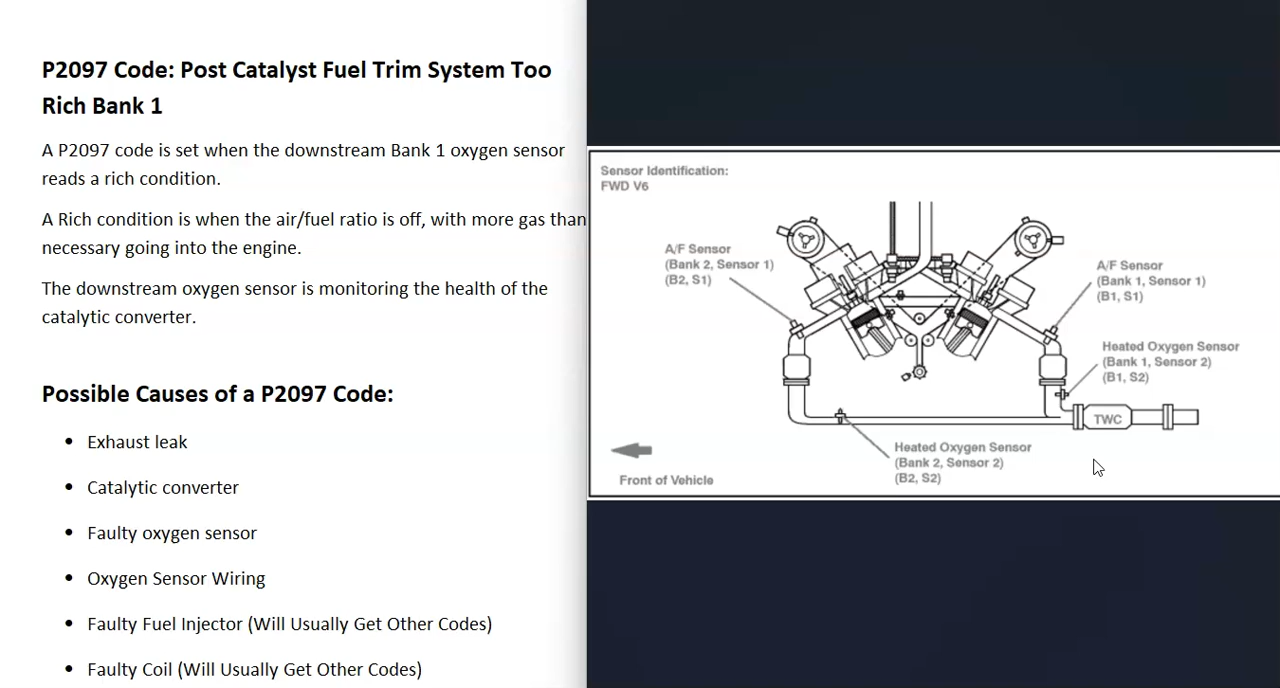 P2097 Code: Post Catalyst Fuel Trim System Too
Rich Bank 1
A P2097 code is set when the downstream Bank 1 oxygen sensor
reads a rich condition.
A Rich condition is when the air/fuel ratio is off, with more gas than
necessary going into the engine.
The downstream oxygen sensor is monitoring the health of the
catalytic converter.
Possible Causes of a P2097 Code:
• Exhaust leak
• Catalytic converter
• Faulty oxygen sensor
• Oxygen Sensor Wiring
• Faulty Fuel Injector (Will Usually Get Other Codes)
• Faulty Coil (Will Usually Get Other Codes)
Sensor Identification:
FWD V6
A/F Sensor
(Bank 2, Sensor 1)
(B2, S1)
A/F Sensor
(Bank 1, Sensor 1)
(B1, S1)
Heated Oxygen Sensor
(Bank 1, Sensor 2)
(B1, S2)
TWC
Heated Oxygen Sensor
(Bank 2, Sensor 2)
(B2, S2)
Front of Vehicle